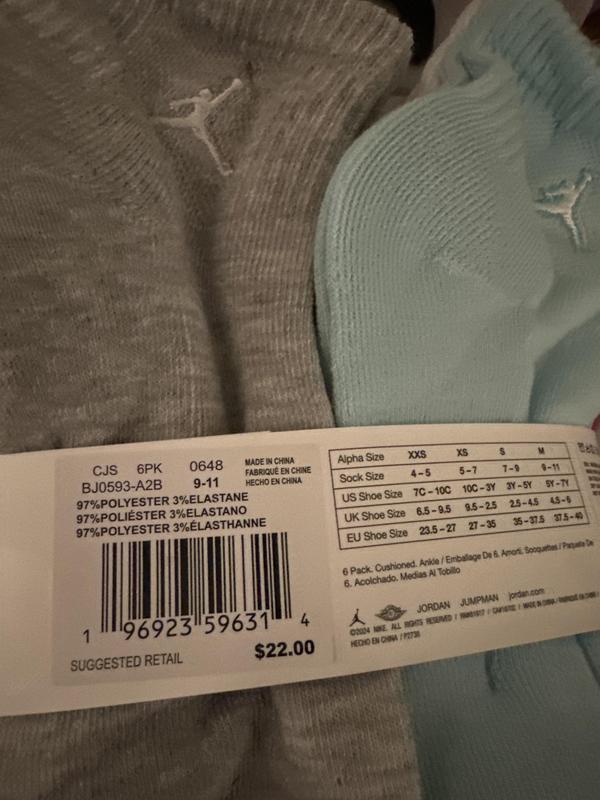 CJS 6PK 0648
BJ0593-A2B 9-11
MADE IN CHINA
FABRIQUÉ EN CHINE
HECHO EN CHINA
97%POLYESTER 3%ELASTANE
97%POLIÉSTER 3%ELASTANO
97%POLYESTER 3%ÉLASTHANNE
1 96923 59631 4
SUGGESTED RETAIL $22.00
Alpha Size XXS XS S M
Sock Size 4-5 5-7 7-9 9-11
US Shoe Size 7C-10C 10C-3Y 3Y-5Y 5Y-7Y
UK Shoe Size 6.5-9.5 9.5-2.5 2.5-4.5 4.5-6
EU Shoe Size 23.5-27 27-35 35-37.5 37.5-40
6 Pack. Cushioned. Ankle / Emballage De 6. Amorti. Socquettes / Paquete De
6. Acolchado. Medias Al Tobillo
JORDAN JUMPMAN jordan.com
©2024 NIKE. ALL RIGHTS RESERVED / MADE IN CHINA / FABRIQUÉ EN
HECHO EN CHINA / P2738